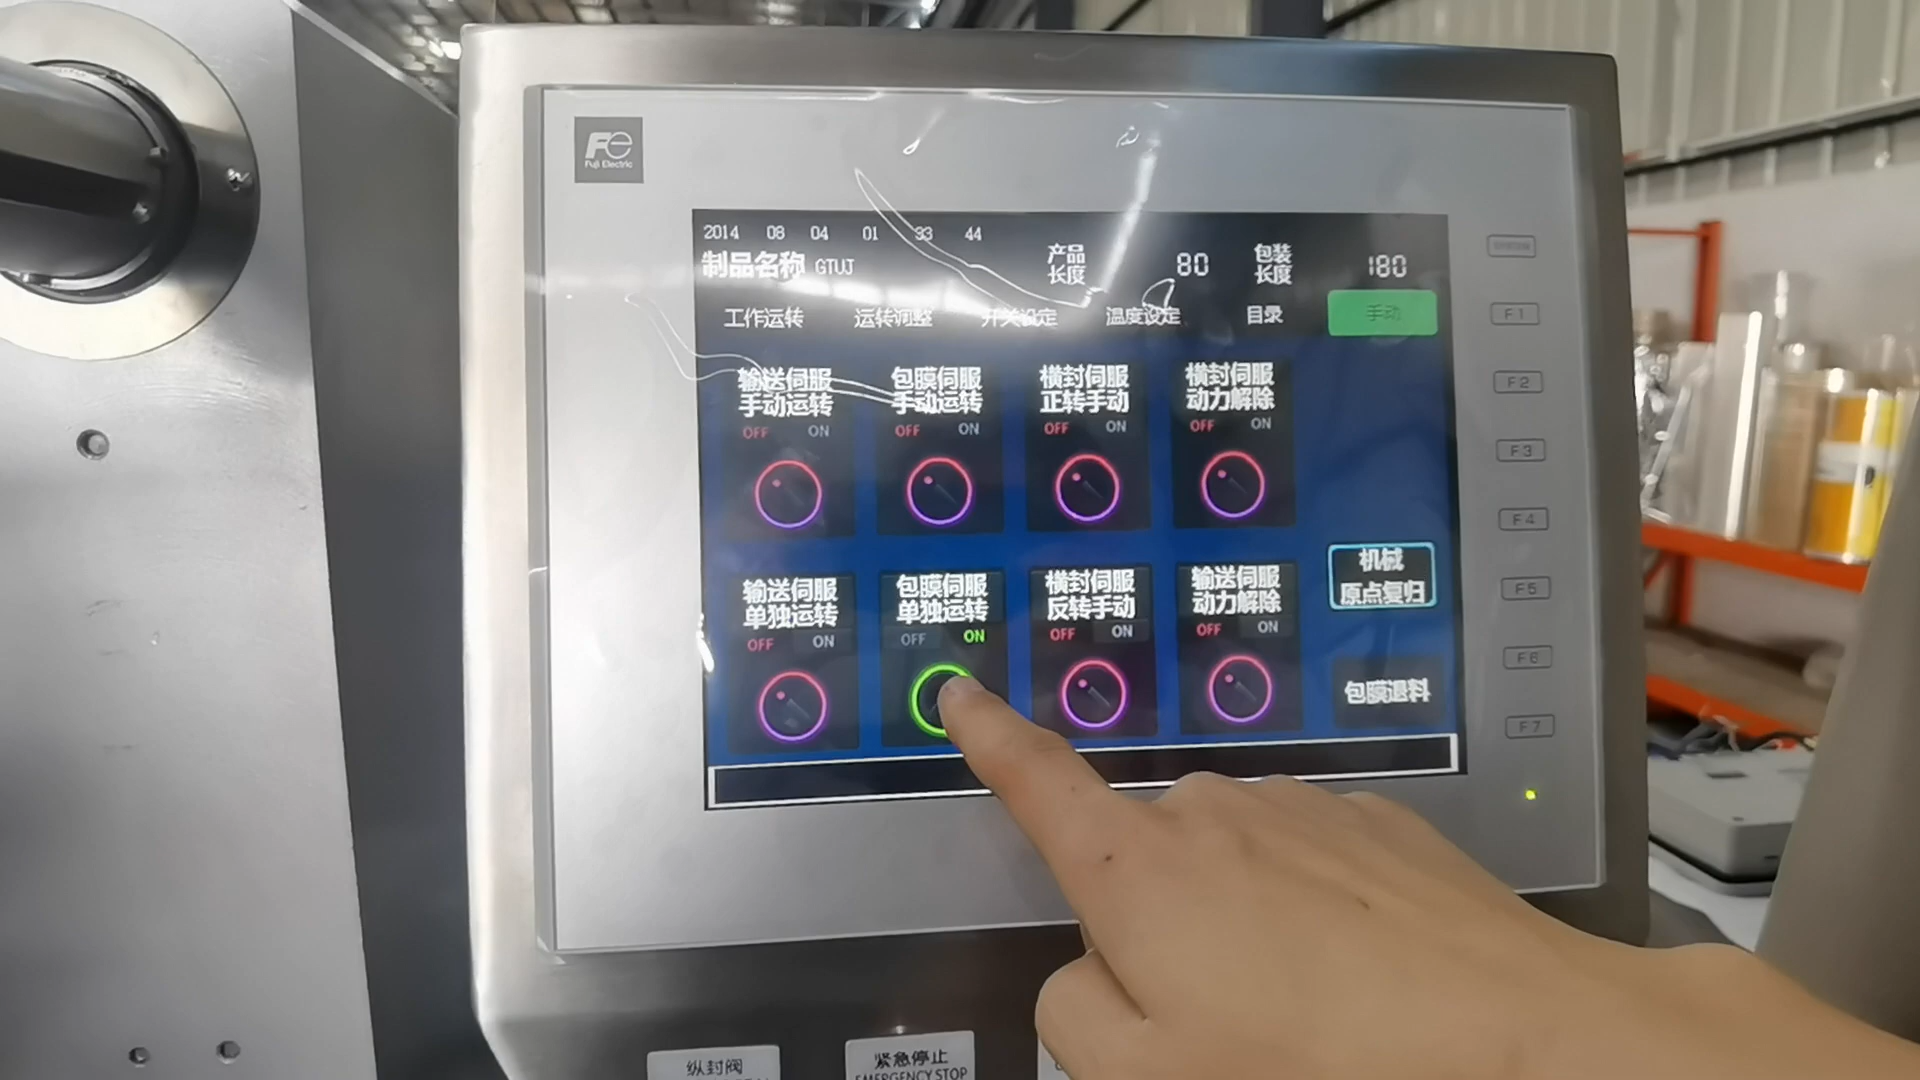 Fe
Fuji Electric
2014 08 04 01 33 44
制品名称 GTUJ
产品
长度
80
包装
长度
180
工作运转 运转调整 开关设定 温度设定 目录 手动
输送伺服
手动运转
OFF ON
包膜伺服
手动运转
OFF ON
横封伺服
正转手动
OFF ON
横封伺服
动力解除
OFF ON
输送伺服
单独运转
OFF ON
包膜伺服
单独运转
OFF ON
横封伺服
反转手动
OFF ON
输送伺服
动力解除
OFF ON
机械
原点复归
包膜退料
F1
F2
F3
F4
F5
F6
F7
纵封阀
紧急停止
EMERGENCY STOP